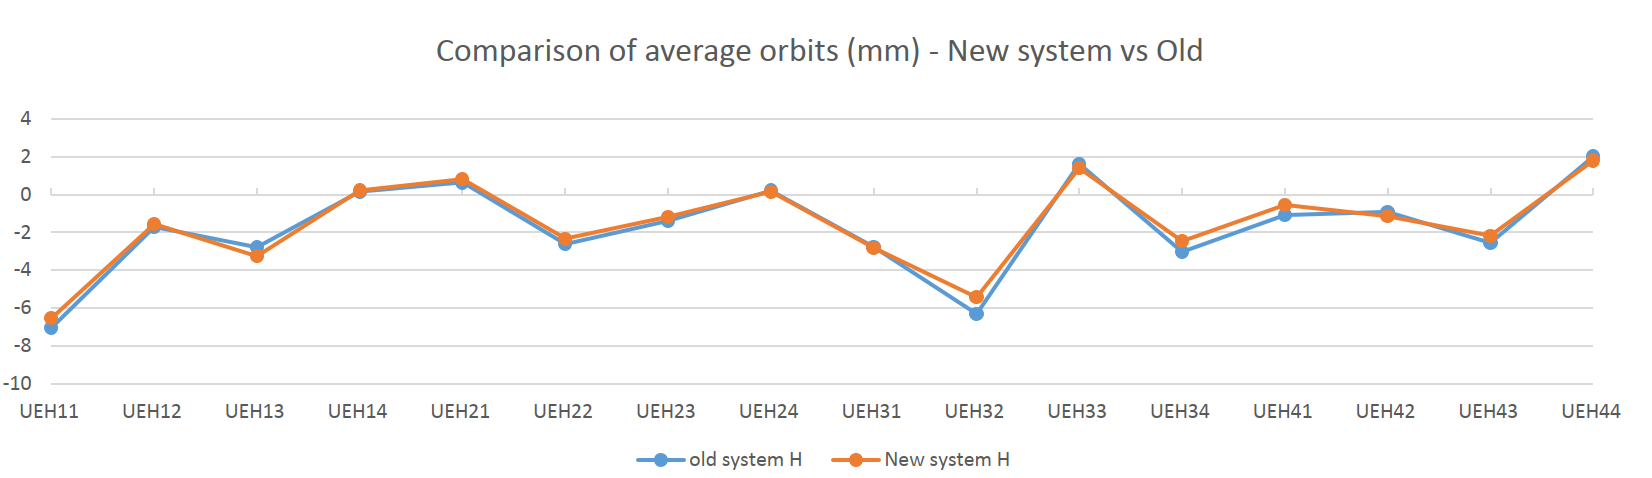 Comparison of average orbits (mm) - New system vs Old
4
2
0
-2
-4
-6
-8
-10
UEH11 UEH12 UEH13 UEH14 UEH21 UEH22 UEH23 UEH24 UEH31 UEH32 UEH33 UEH34 UEH41 UEH42 UEH43 UEH44
old system H New system H